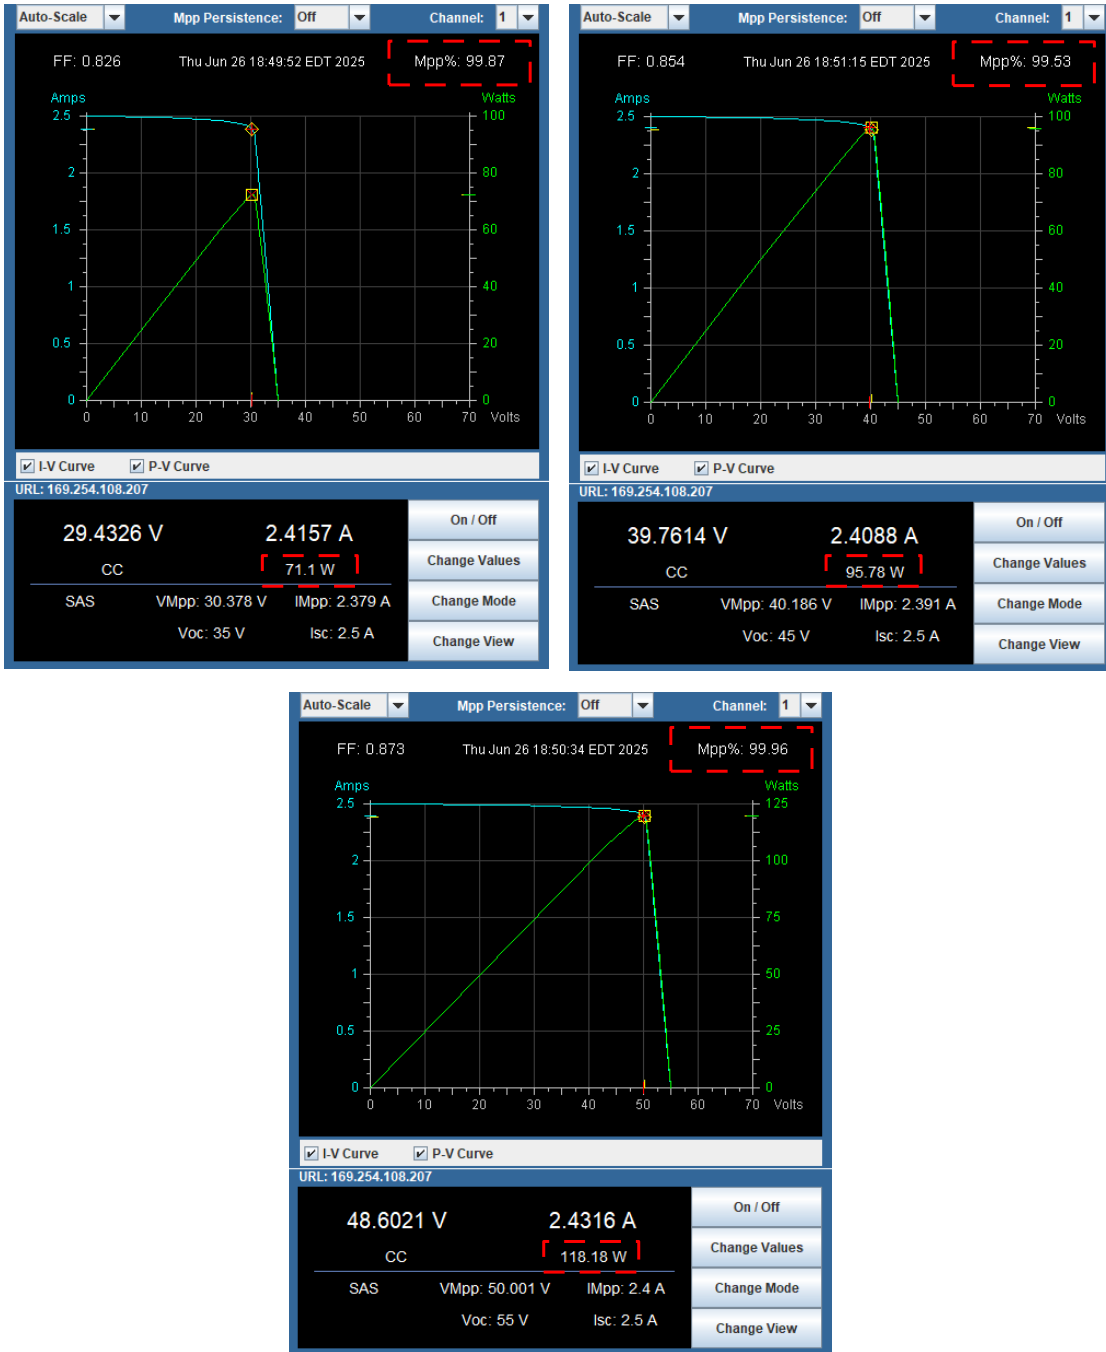 Auto-Scale Mpp Persistence: Off Channel: 1
FF: 0.826 Thu Jun 26 18:49:52 EDT 2025 Mpp%: 99.87
Amps Watts
2.5 100
2 80
1.5 60
1 40
0.5 20
0 0
0 10 20 30 40 50 60 70 Volts
I-V Curve P-V Curve
URL: 169.254.108.207
29.4326 V 2.4157 A
CC 71.1 W
SAS VMpp: 30.378 V IMpp: 2.379 A
Voc: 35 V Isc: 2.5 A
On / Off
Change Values
Change Mode
Change View
Auto-Scale Mpp Persistence: Off Channel: 1
FF: 0.854 Thu Jun 26 18:51:15 EDT 2025 Mpp%: 99.53
Amps Watts
2.5 100
2 80
1.5 60
1 40
0.5 20
0 0
0 10 20 30 40 50 60 70 Volts
I-V Curve P-V Curve
URL: 169.254.108.207
39.7614 V 2.4088 A
CC 95.78 W
SAS VMpp: 40.186 V IMpp: 2.391 A
Voc: 45 V Isc: 2.5 A
On / Off
Change Values
Change Mode
Change View
Auto-Scale Mpp Persistence: Off Channel: 1
FF: 0.873 Thu Jun 26 18:50:34 EDT 2025 Mpp%: 99.96
Amps Watts
2.5 125
2 100
1.5 75
1 50
0.5 25
0 0
0 10 20 30 40 50 60 70 Volts
I-V Curve P-V Curve
URL: 169.254.108.207
48.6021 V 2.4316 A
CC 118.18 W
SAS VMpp: 50.001 V IMpp: 2.4 A
Voc: 55 V Isc: 2.5 A
On / Off
Change Values
Change Mode
Change View